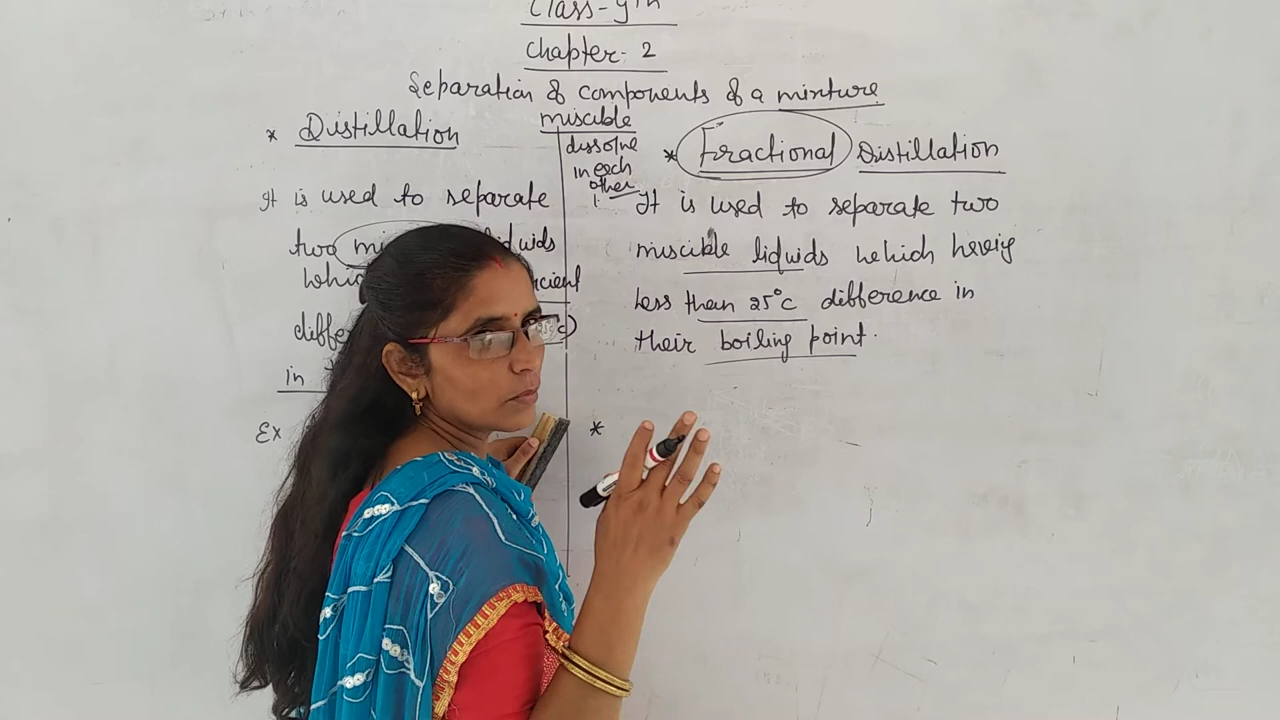 Class-9th
Chapter: 2
Separation of components of a mixture.
* Distillation
It is used to separate
two liquids
in
Ex
miscible
dissolve
in each
other
* Fractional Distillation
It is used to separate two
miscible liquids which having
less than 25°C difference in
their boiling point.
*